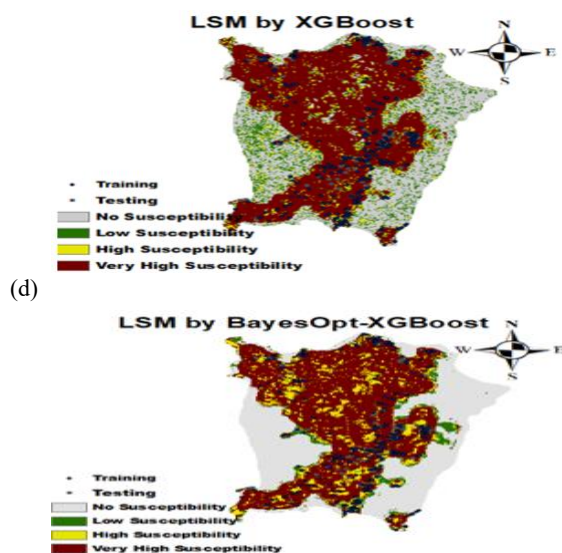 LSM by XGBoost
N
W E
S
Training
Testing
No Susceptibility
Low Susceptibility
High Susceptibility
Very High Susceptibility
(d)
LSM by BayesOpt-XGBoost
N
W E
S
Training
Testing
No Susceptibility
Low Susceptibility
High Susceptibility
Very High Susceptibility